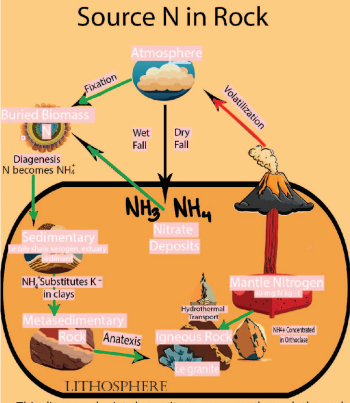 Source N in Rock
Atmosphere
Fixation
Volatilization
Buried Biomass
N
Wet
Fall
Dry
Fall
Diagenesis
N becomes NH₄⁺
NH₃ NH₄
Nitrate
Deposits
Sedimentary
NH₄⁺Substitutes K⁻
in clays
Mantle Nitrogen
Hydrothermal
Transport
Metasedimentary
Rock
Anatexis
Igneous Rock
I.e granite
NH4+ Concentrated
in Orthoclase
LITHOSPHERE